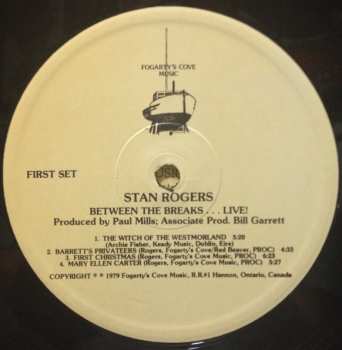 FOGARTY'S COVE
MUSIC
FIRST SET
STAN ROGERS
BETWEEN THE BREAKS . . . LIVE!
Produced by Paul Mills; Associate Prod. Bill Garrett
1. THE WITCH OF THE WESTMORLAND — 5:20
(Archie Fisher, Keady Music, Dublin, Eire)
2. BARRETT'S PRIVATEERS (Rogers, Fogarty's Cove/Red Beaver, PROC) 4:35
3. FIRST CHRISTMAS (Rogers, Fogarty's Cove Music, PROC) 6:23
4. MARY ELLEN CARTER (Rogers, Fogarty's Cove Music, PROC) 5:27
COPYRIGHT ℗ © 1979 Fogarty's Cove Music, R.R.#1 Hannon, Ontario, Canada